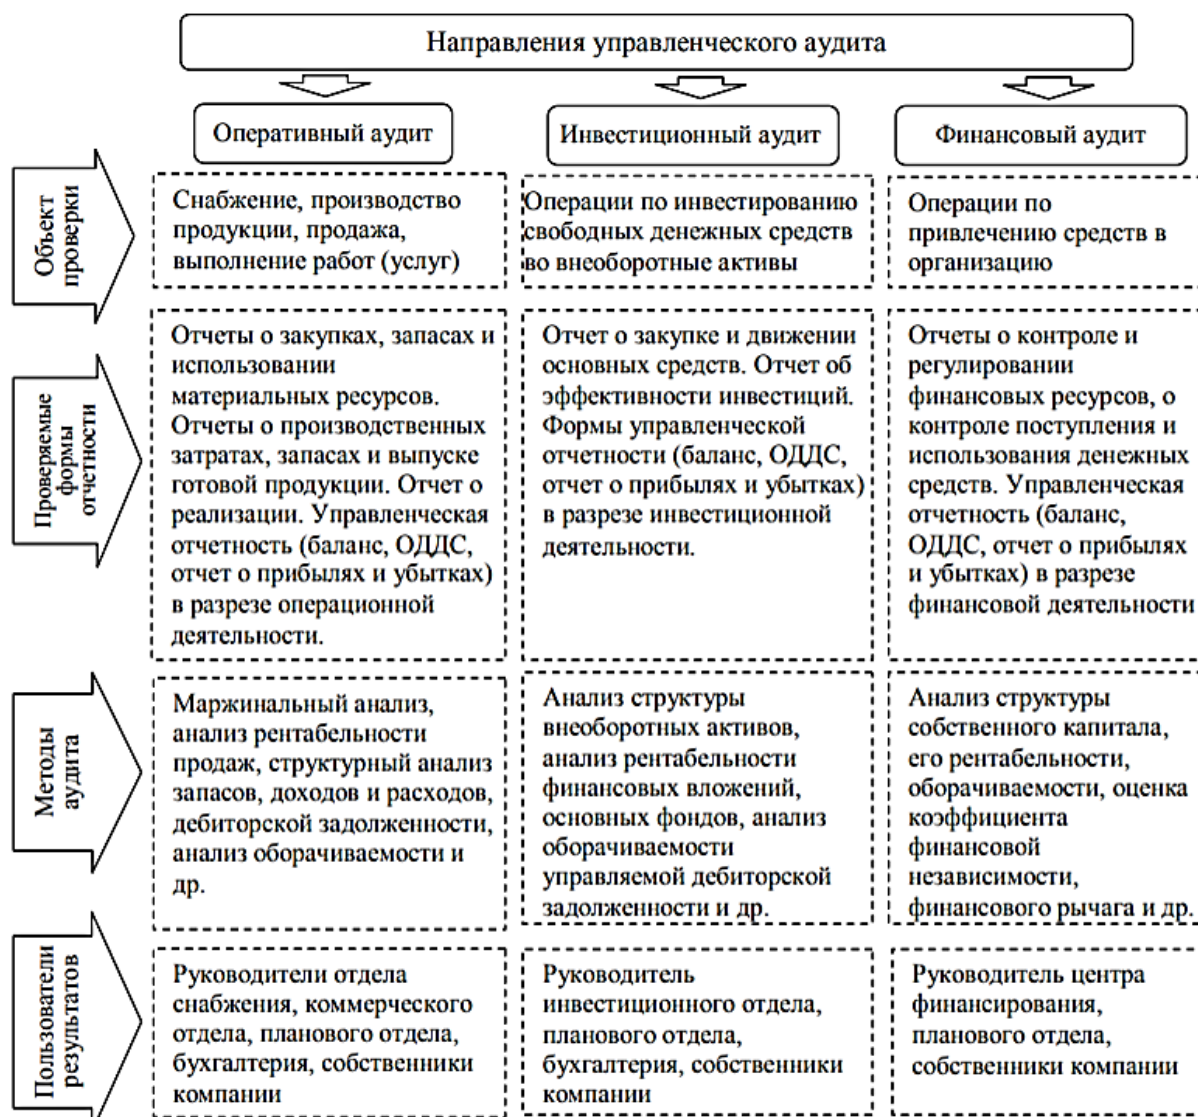 Направления управленческого аудита
Оперативный аудит
Инвестиционный аудит
Финансовый аудит
Объект
проверки
Снабжение, производство
продукции, продажа,
выполнение работ (услуг)
Операции по инвестированию
свободных денежных средств
во внеоборотные активы
Операции по
привлечению средств в
организацию
Проверяемые
формы
отчетности
Отчеты о закупках, запасах и
использовании
материальных ресурсов.
Отчеты о производственных
затратах, запасах и выпуске
готовой продукции. Отчет о
реализации. Управленческая
отчетность (баланс, ОДДС,
отчет о прибылях и убытках)
в разрезе операционной
деятельности.
Отчет о закупке и движении
основных средств. Отчет об
эффективности инвестиций.
Формы управленческой
отчетности (баланс, ОДДС,
отчет о прибылях и убытках)
в разрезе инвестиционной
деятельности.
Отчеты о контроле и
регулировании
финансовых ресурсов, о
контроле поступления и
использования денежных
средств. Управленческая
отчетность (баланс,
ОДДС, отчет о прибылях
и убытках) в разрезе
финансовой деятельности
Методы
аудита
Маржинальный анализ,
анализ рентабельности
продаж, структурный анализ
запасов, доходов и расходов,
дебиторской задолженности,
анализ оборачиваемости и
др.
Анализ структуры
внеоборотных активов,
анализ рентабельности
финансовых вложений,
основных фондов, анализ
оборачиваемости
управляемой дебиторской
задолженности и др.
Анализ структуры
собственного капитала,
его рентабельности,
оборачиваемости, оценка
коэффициента
финансовой
независимости,
финансового рычага и др.
Пользователи
результатов
Руководители отдела
снабжения, коммерческого
отдела, планового отдела,
бухгалтерия, собственники
компании
Руководитель
инвестиционного отдела,
планового отдела,
бухгалтерия, собственники
компании
Руководитель центра
финансирования,
планового отдела,
собственники компании